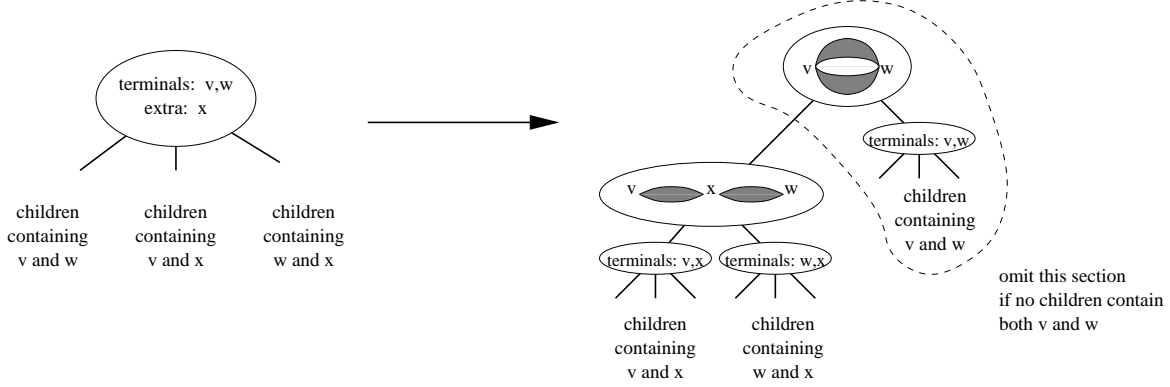 terminals: v,w
extra: x
children
containing
v and w
children
containing
v and x
children
containing
w and x
v
w
terminals: v,w
children
containing
v and w
v
x
w
terminals: v,x
terminals: w,x
children
containing
v and x
children
containing
w and x
omit this section
if no children contain
both v and w